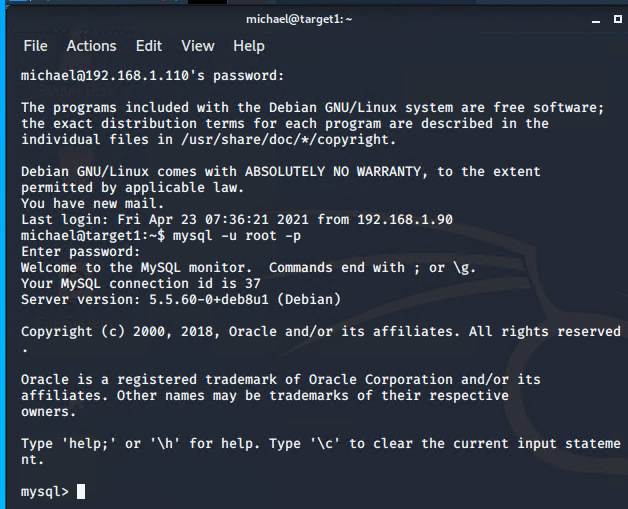 michael@target1: ~
File Actions Edit View Help
michael@192.168.1.110's password:
The programs included with the Debian GNU/Linux system are free software;
the exact distribution terms for each program are described in the
individual files in /usr/share/doc/*/copyright.
Debian GNU/Linux comes with ABSOLUTELY NO WARRANTY, to the extent
permitted by applicable law.
You have new mail.
Last login: Fri Apr 23 07:36:21 2021 from 192.168.1.90
michael@target1:~$ mysql -u root -p
Enter password:
Welcome to the MySQL monitor.  Commands end with ; or \g.
Your MySQL connection id is 37
Server version: 5.5.60-0+deb8u1 (Debian)
Copyright (c) 2000, 2018, Oracle and/or its affiliates. All rights reserved
.
Oracle is a registered trademark of Oracle Corporation and/or its
affiliates. Other names may be trademarks of their respective
owners.
Type 'help;' or '\h' for help. Type '\c' to clear the current input stateme
nt.
mysql>